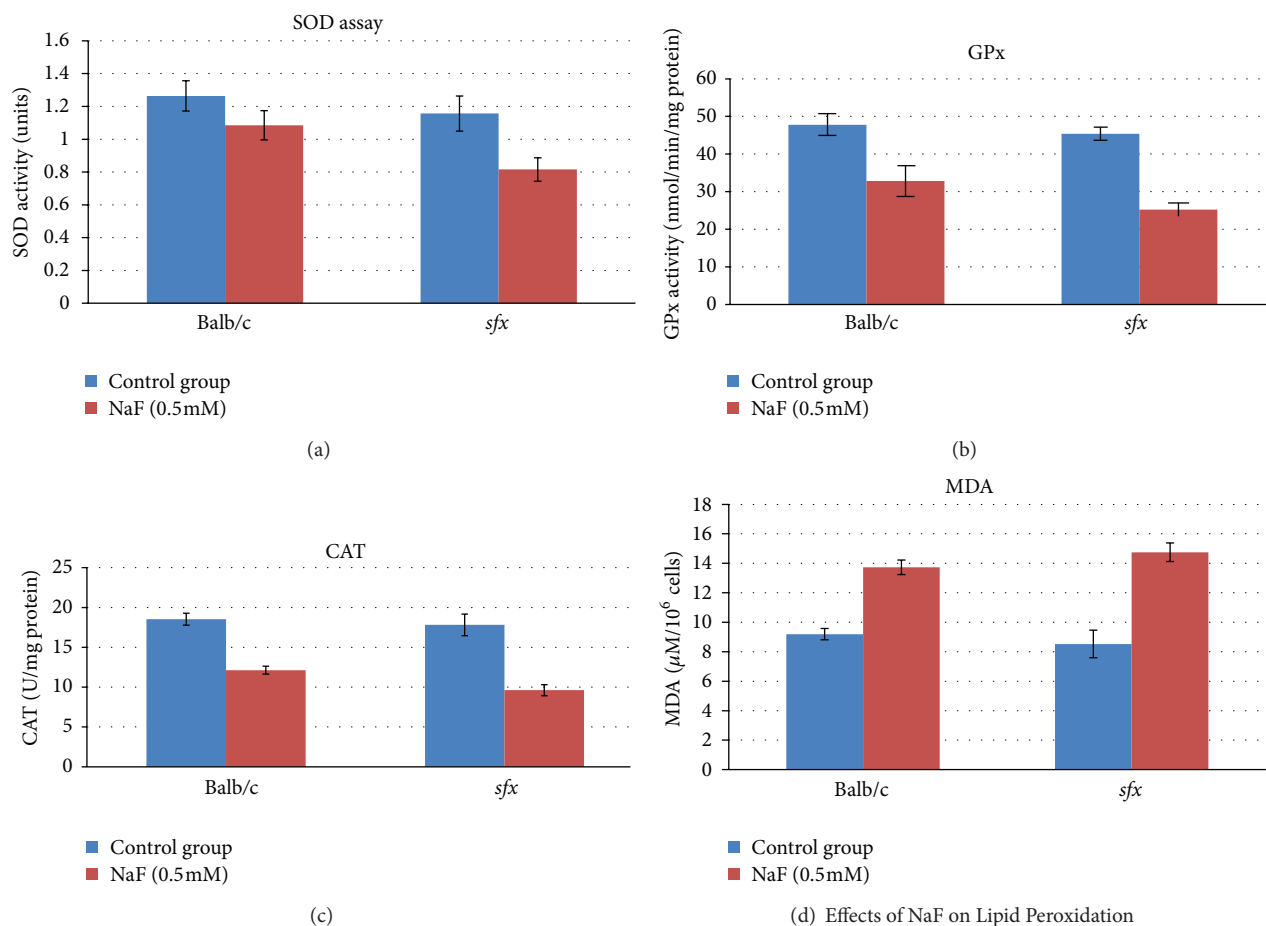 SOD assay
SOD activity (units)
1.6
1.4
1.2
1
0.8
0.6
0.4
0.2
0
Balb/c sfx
Control group
NaF (0.5mM)
(a)
GPx
GPx activity (nmol/min/mg protein)
60
50
40
30
20
10
0
Balb/c sfx
Control group
NaF (0.5mM)
(b)
CAT
CAT (U/mg protein)
25
20
15
10
5
0
Balb/c sfx
Control group
NaF (0.5mM)
(c)
MDA
MDA (μM/10⁶ cells)
18
16
14
12
10
8
6
4
2
0
Balb/c sfx
Control group
NaF (0.5mM)
(d) Effects of NaF on Lipid Peroxidation